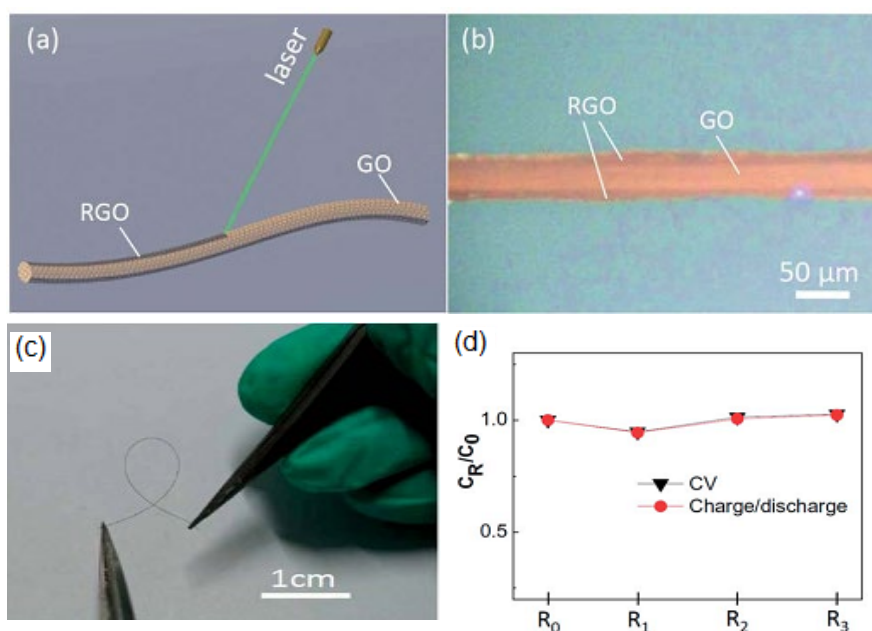 (a)
laser
GO
RGO
(b)
RGO
GO
50 μm
(c)
1cm
(d)
C_R/C_0
1.0
0.5
CV
Charge/discharge
R_0 R_1 R_2 R_3